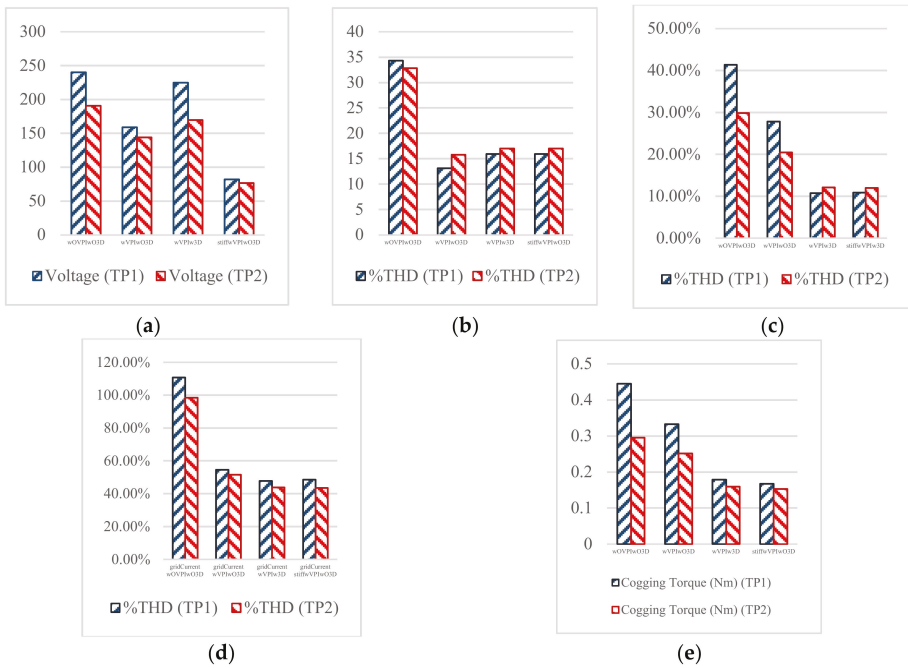 300
250
200
150
100
50
0
wOVPIwO3D wVPIwO3D wVPIw3D stiffwVPIwO3D
Voltage (TP1) Voltage (TP2)
(a)
40
35
30
25
20
15
10
5
0
wOVPIwO3D wVPIwO3D wVPIw3D stiffwVPIwO3D
%THD (TP1) %THD (TP2)
(b)
50.00%
40.00%
30.00%
20.00%
10.00%
0.00%
wOVPIwO3D wVPIwO3D wVPIw3D stiffwVPIw3D
%THD (TP1) %THD (TP2)
(c)
120.00%
100.00%
80.00%
60.00%
40.00%
20.00%
0.00%
gridCurrent gridCurrent gridCurrent gridCurrent
wOVPIwO3D wVPIwO3D wVPIw3D stiffwVPIwO3D
%THD (TP1) %THD (TP2)
(d)
0.5
0.4
0.3
0.2
0.1
0
wOVPIwO3D wVPIwO3D wVPIw3D stiffwVPIwO3D
Cogging Torque (Nm) (TP1)
Cogging Torque (Nm) (TP2)
(e)